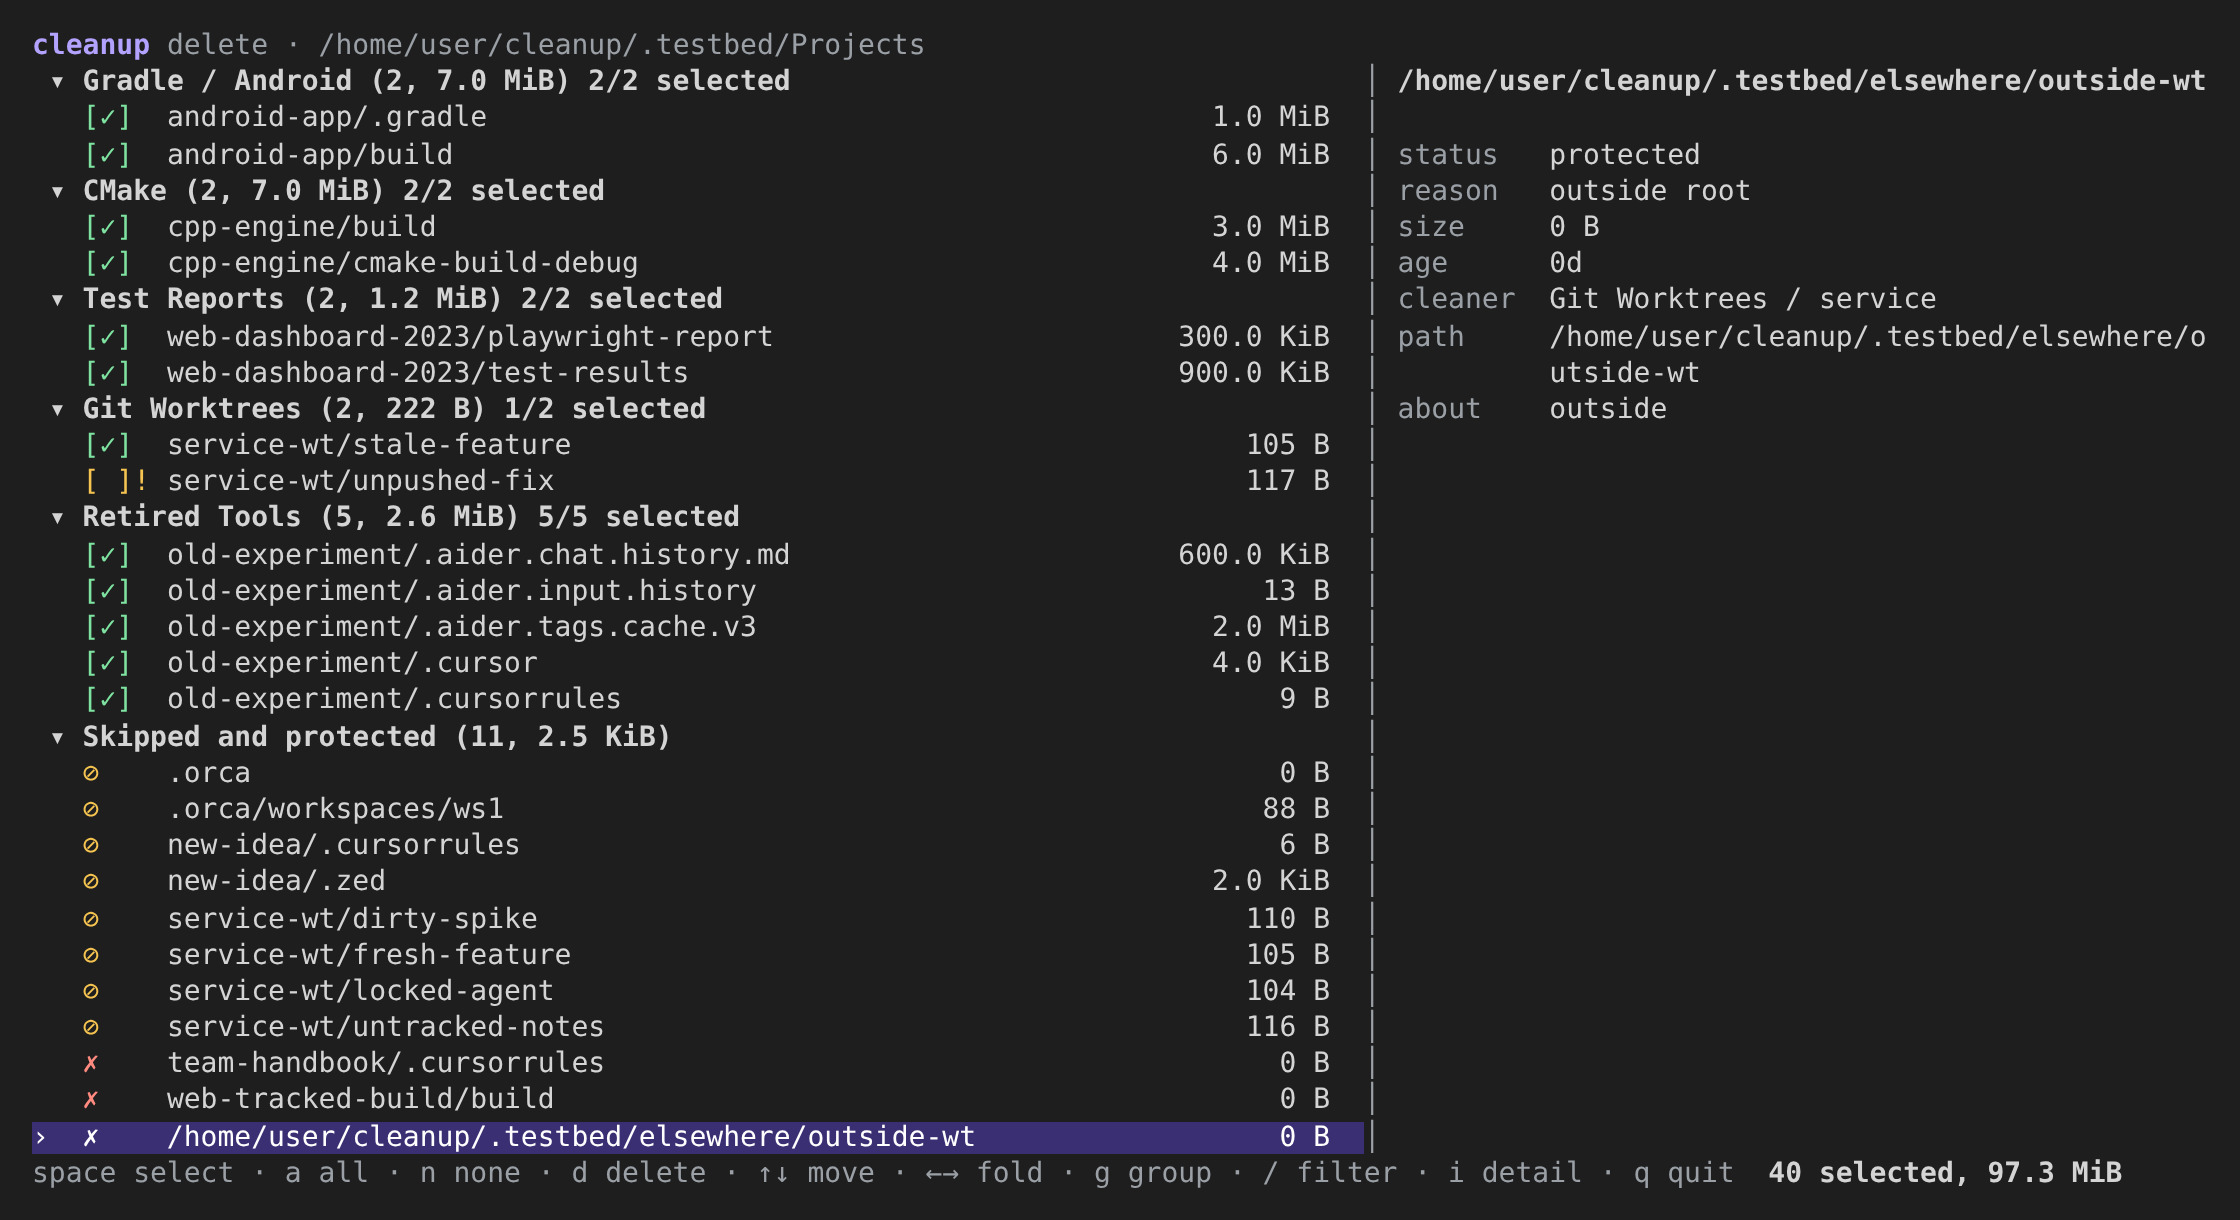 cleanup delete · /home/user/cleanup/.testbed/Projects
▾ Gradle / Android (2, 7.0 MiB) 2/2 selected
[✓] android-app/.gradle 1.0 MiB
[✓] android-app/build 6.0 MiB
▾ CMake (2, 7.0 MiB) 2/2 selected
[✓] cpp-engine/build 3.0 MiB
[✓] cpp-engine/cmake-build-debug 4.0 MiB
▾ Test Reports (2, 1.2 MiB) 2/2 selected
[✓] web-dashboard-2023/playwright-report 300.0 KiB
[✓] web-dashboard-2023/test-results 900.0 KiB
▾ Git Worktrees (2, 222 B) 1/2 selected
[✓] service-wt/stale-feature 105 B
[ ]! service-wt/unpushed-fix 117 B
▾ Retired Tools (5, 2.6 MiB) 5/5 selected
[✓] old-experiment/.aider.chat.history.md 600.0 KiB
[✓] old-experiment/.aider.input.history 13 B
[✓] old-experiment/.aider.tags.cache.v3 2.0 MiB
[✓] old-experiment/.cursor 4.0 KiB
[✓] old-experiment/.cursorrules 9 B
▾ Skipped and protected (11, 2.5 KiB)
⊘ .orca 0 B
⊘ .orca/workspaces/ws1 88 B
⊘ new-idea/.cursorrules 6 B
⊘ new-idea/.zed 2.0 KiB
⊘ service-wt/dirty-spike 110 B
⊘ service-wt/fresh-feature 105 B
⊘ service-wt/locked-agent 104 B
⊘ service-wt/untracked-notes 116 B
✗ team-handbook/.cursorrules 0 B
✗ web-tracked-build/build 0 B
› ✗ /home/user/cleanup/.testbed/elsewhere/outside-wt 0 B
/home/user/cleanup/.testbed/elsewhere/outside-wt
status protected
reason outside root
size 0 B
age 0d
cleaner Git Worktrees / service
path /home/user/cleanup/.testbed/elsewhere/o
utside-wt
about outside
space select · a all · n none · d delete · ↑↓ move · ←→ fold · g group · / filter · i detail · q quit 40 selected, 97.3 MiB